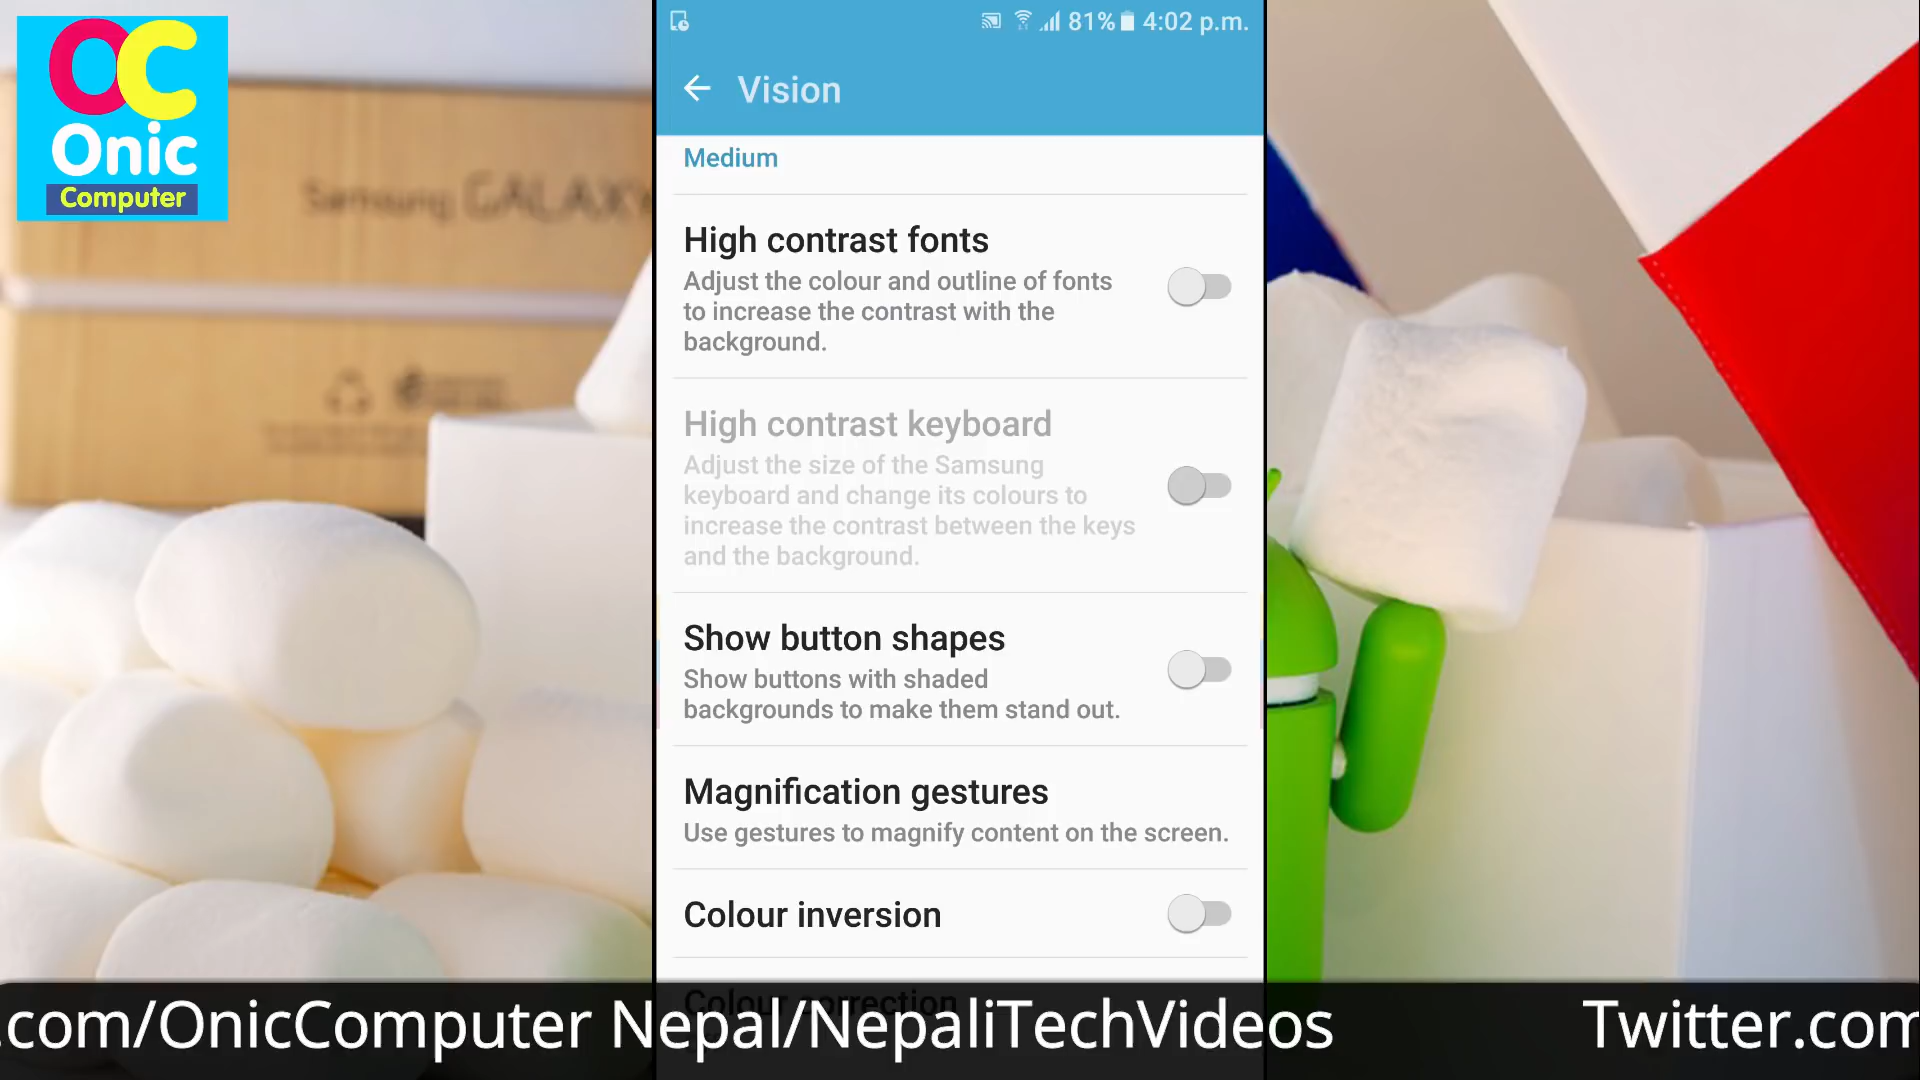 OC
Onic
Computer
Samsung GALAXY
81% 4:02 p.m.
Vision
Medium
High contrast fonts
Adjust the colour and outline of fonts
to increase the contrast with the
background.
High contrast keyboard
Adjust the size of the Samsung
keyboard and change its colours to
increase the contrast between the keys
and the background.
Show button shapes
Show buttons with shaded
backgrounds to make them stand out.
Magnification gestures
Use gestures to magnify content on the screen.
Colour inversion
Colour correction
.com/OnicComputer Nepal/NepaliTechVideos
Twitter.com